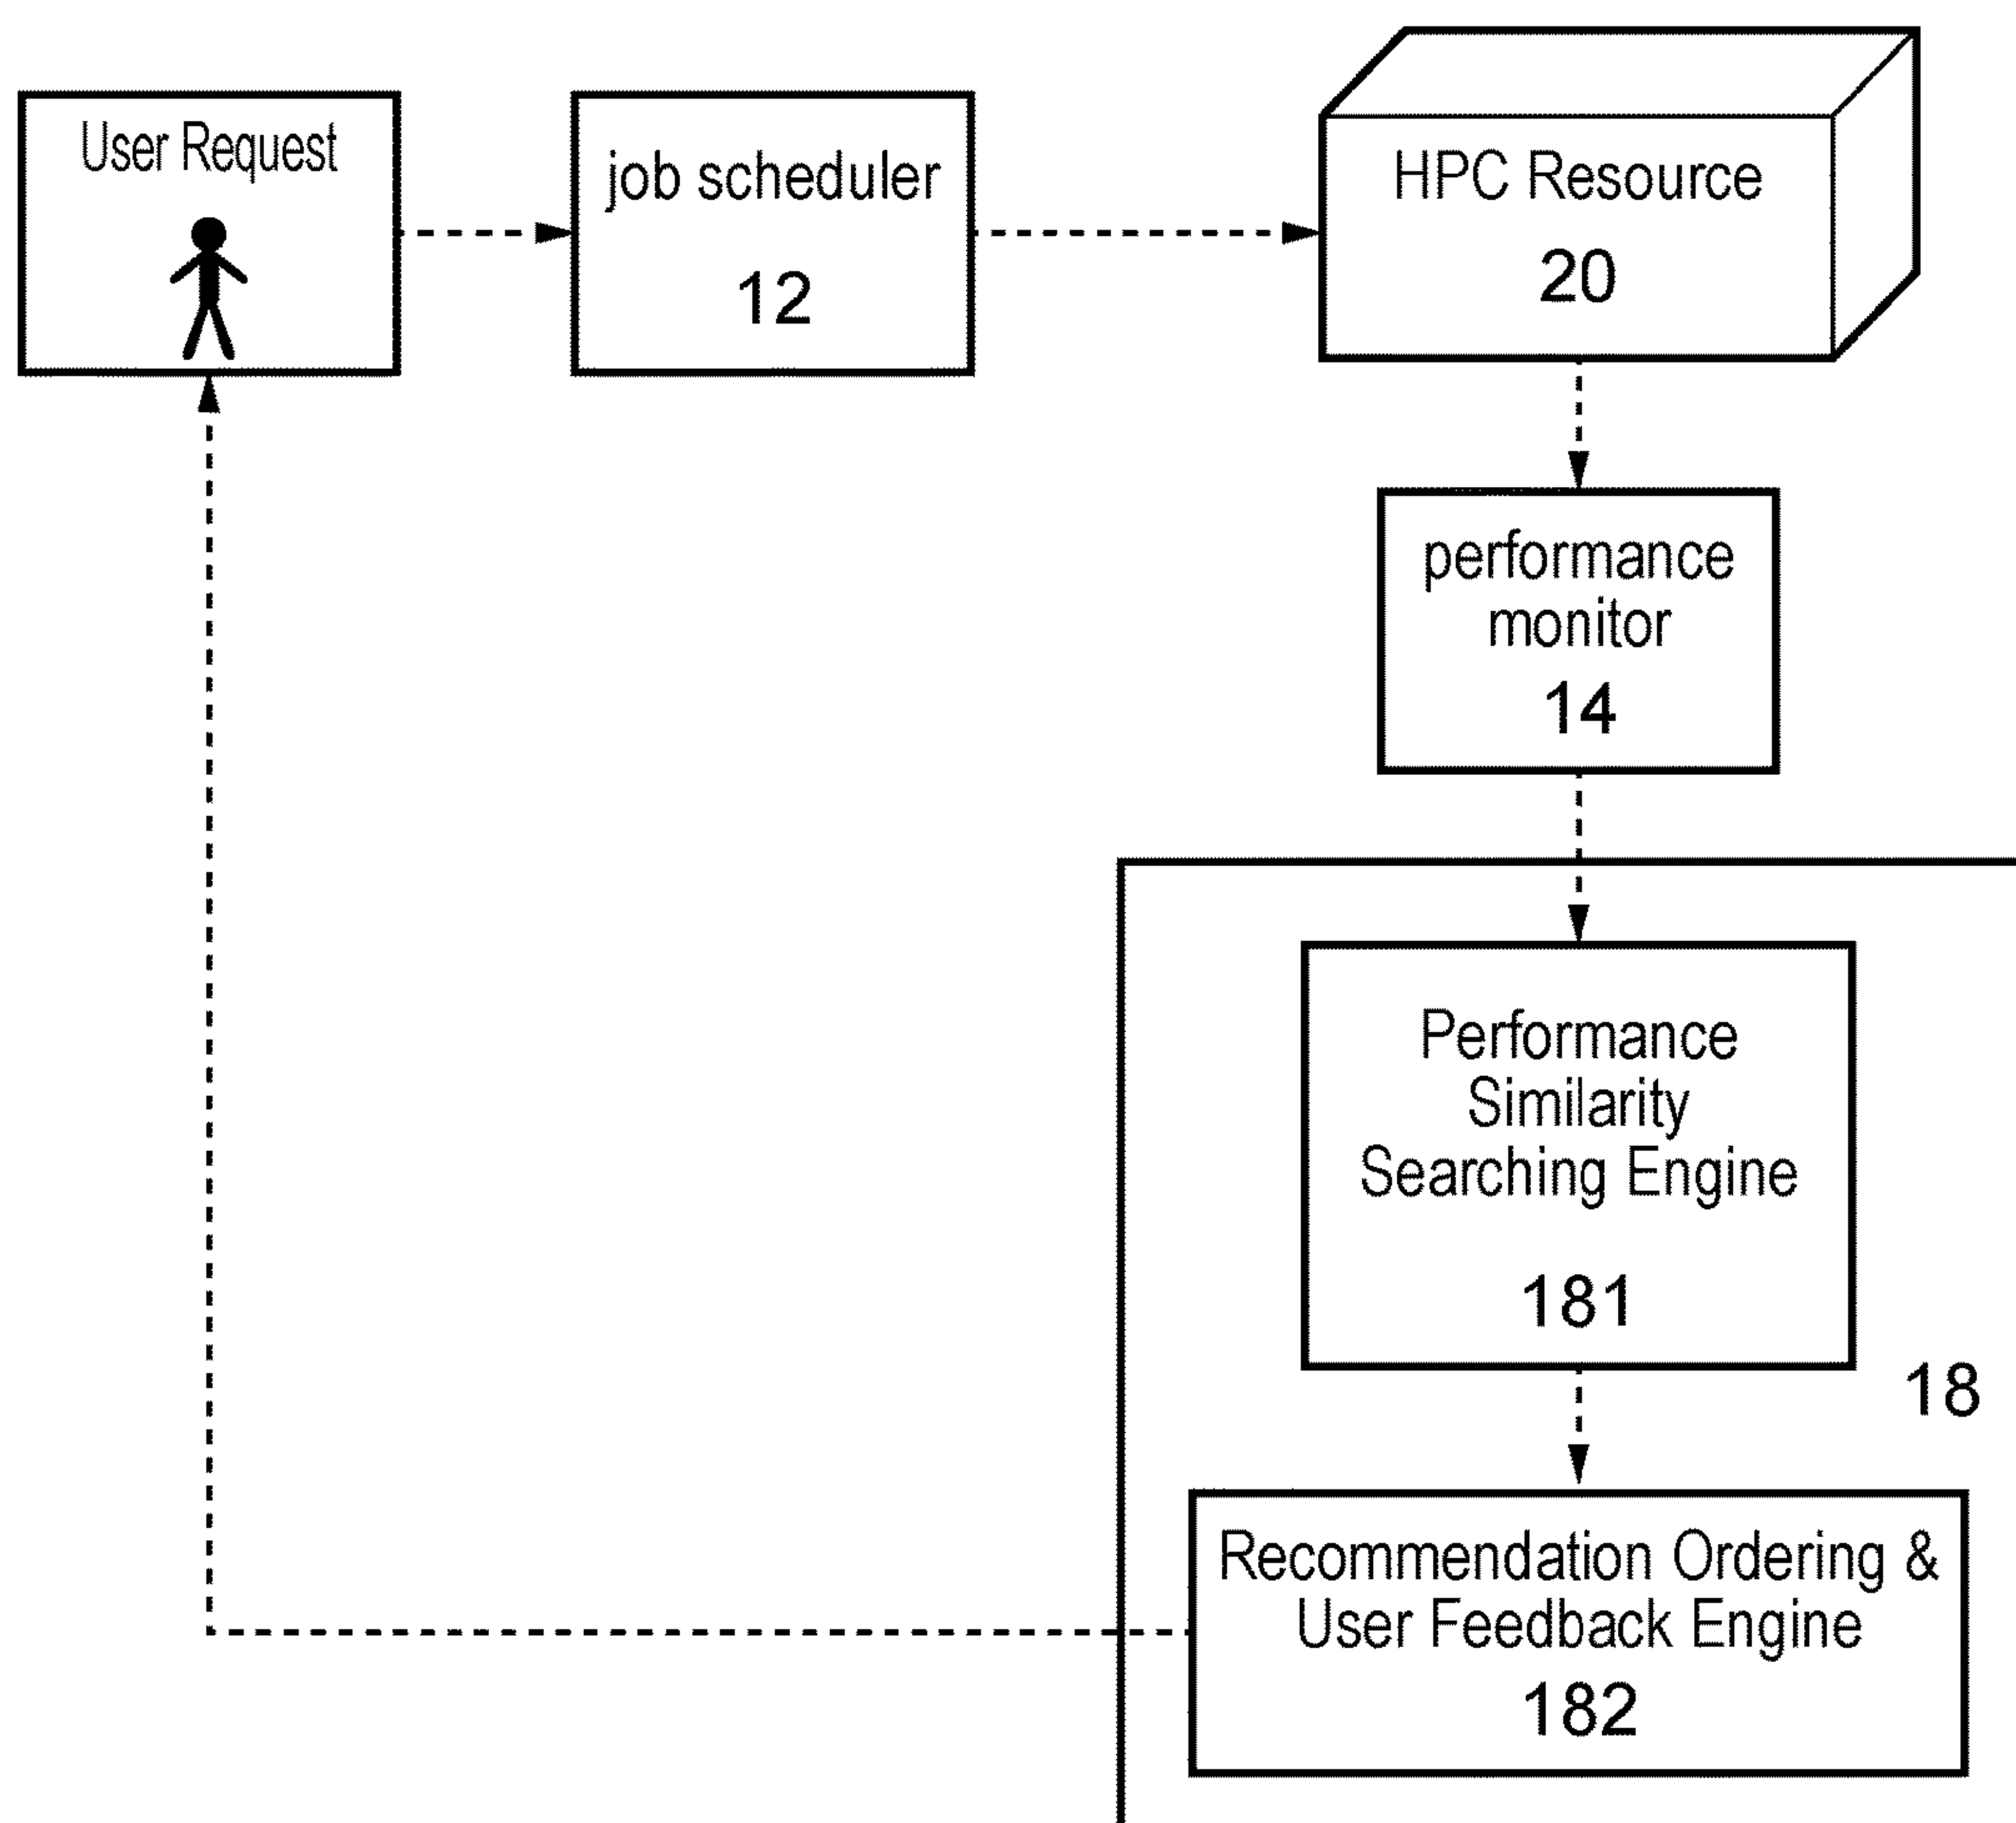 User Request
job scheduler
12
HPC Resource
20
performance
monitor
14
Performance
Similarity
Searching Engine
181
18
Recommendation Ordering &
User Feedback Engine
182